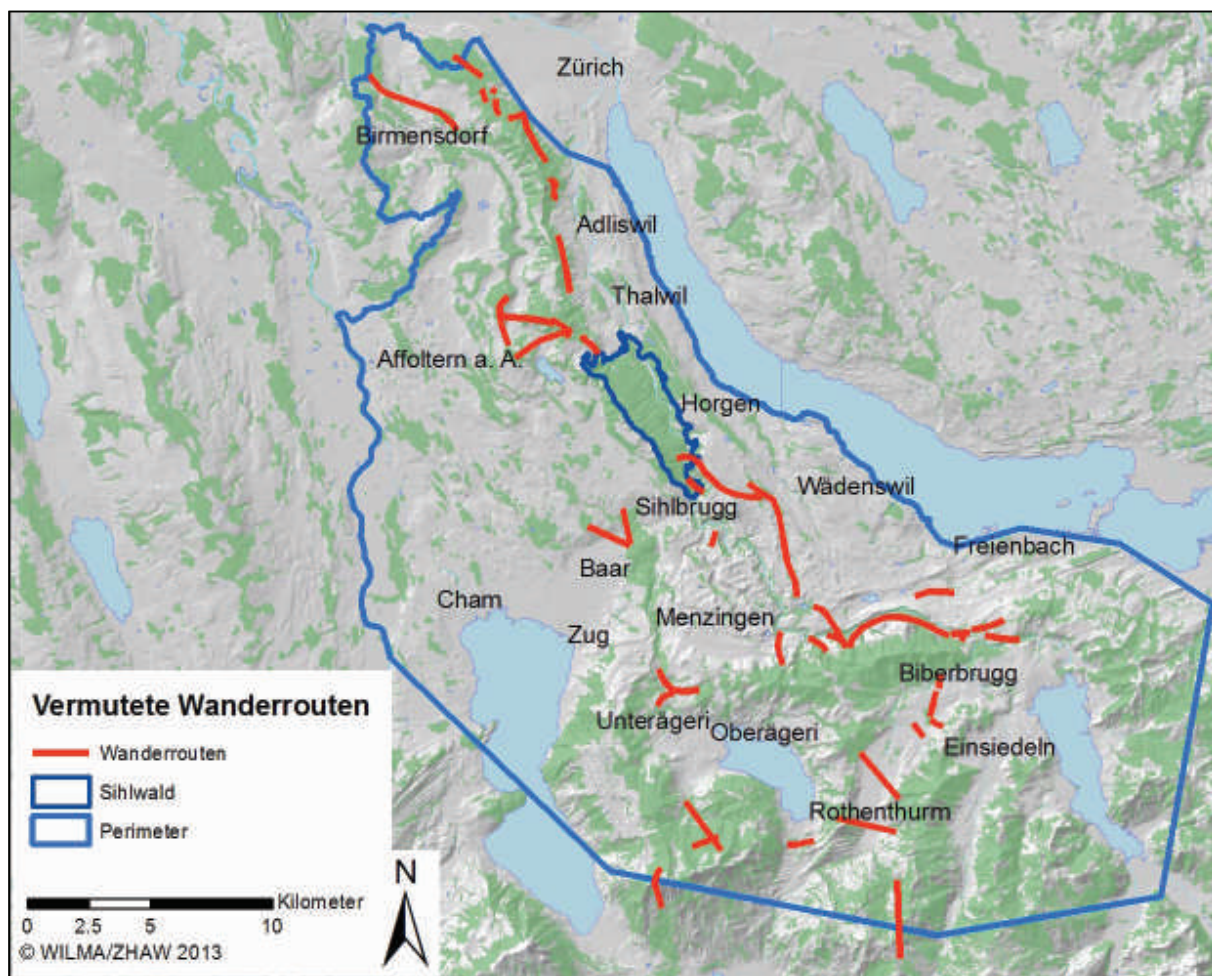 Zürich
Birmensdorf
Adliswil
Thalwil
Affoltern a. A.
Horgen
Wädenswil
Sihlbrugg
Freienbach
Baar
Cham
Menzingen
Zug
Biberbrugg
Unterägeri
Oberägeri
Einsiedeln
Rothenthurm
Vermutete Wanderrouten
Wanderrouten
Sihlwald
Perimeter
N
Kilometer
0 2.5 5 10
© WILMA/ZHAW 2013